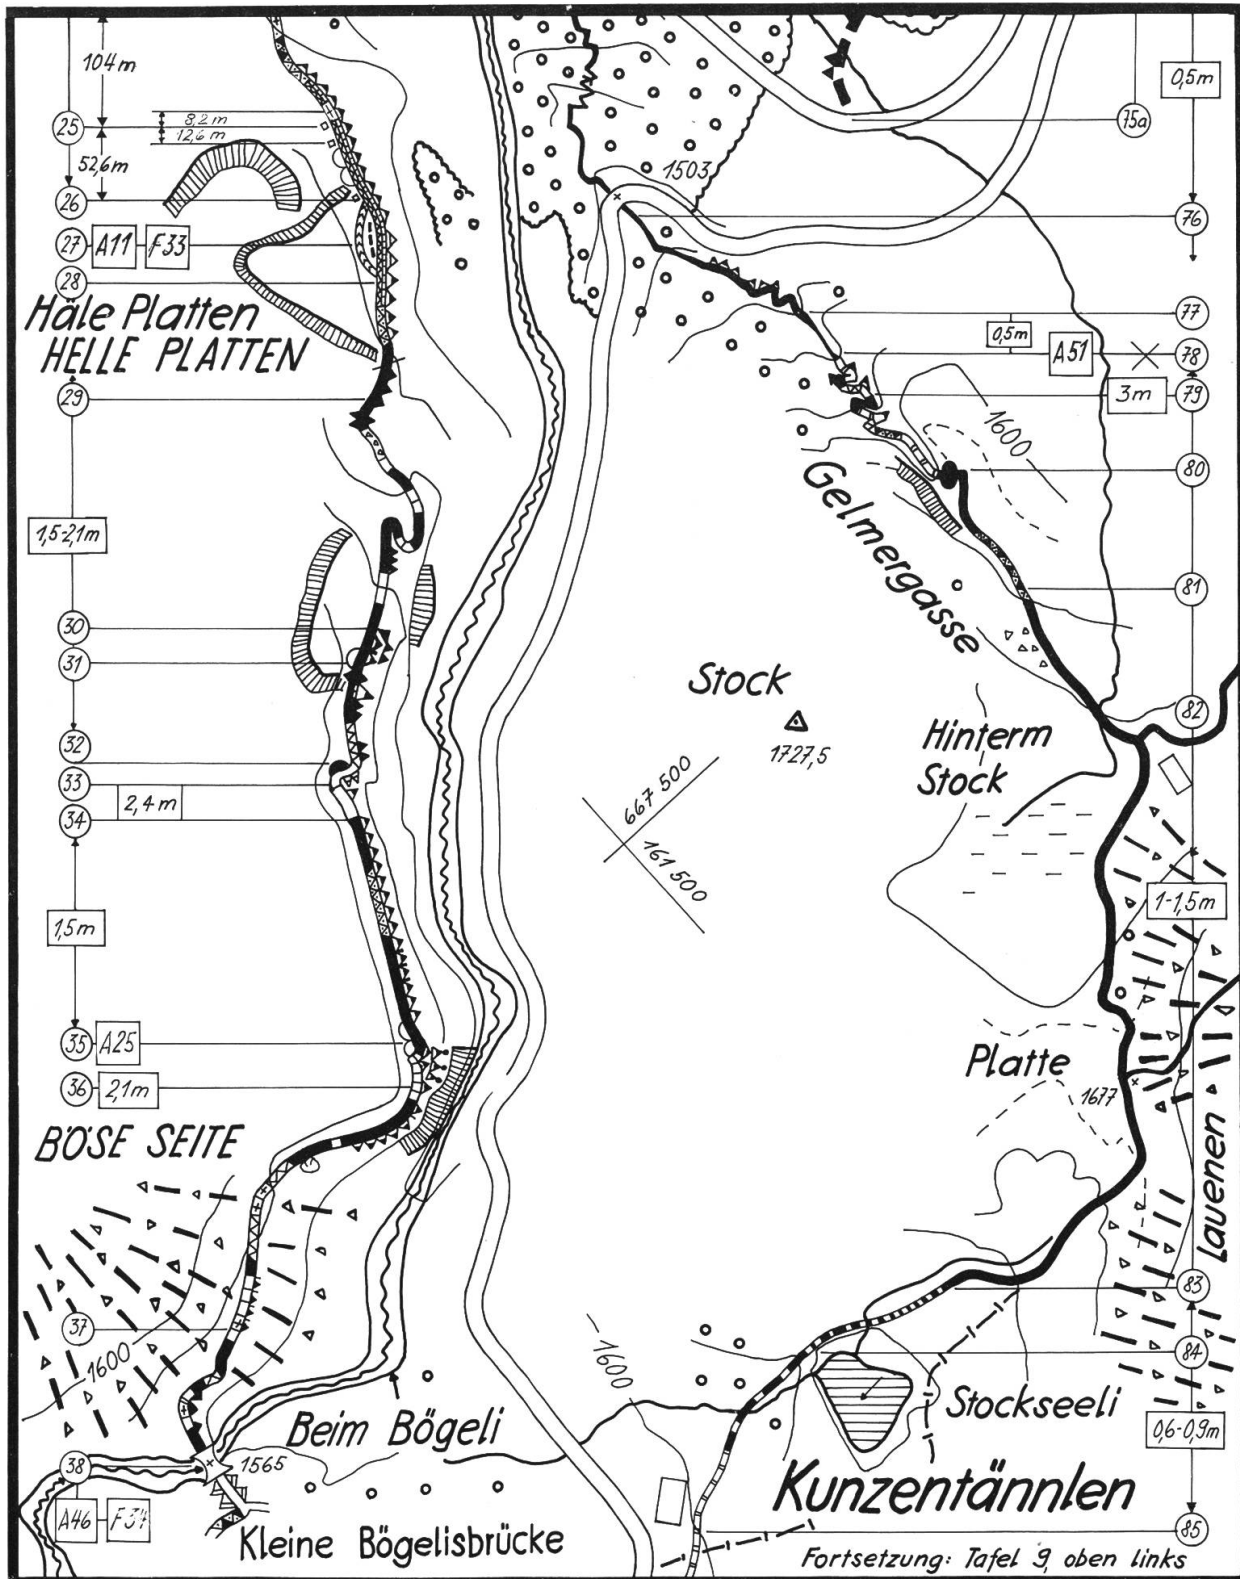 104m
25
8,2 m
12,6 m
52,6m
26
27
A11
F33
28
Häle Platten
HELLE PLATTEN
29
1,5-2,1m
30
31
32
33
2,4 m
34
1,5m
35
A25
36
2,1m
BÖSE SEITE
37
1600
38
A46
1565
Beim Bögeli
Kleine Bögelisbrücke
1503
0,5m
75a
76
77
0,5m
A51
78
3m
79
1600
80
Gelmergasse
81
Stock
1727,5
82
Hinterm
Stock
667 500
161 500
1-1,5m
Platte
1677
Lauenen
83
84
1600
Stockseeli
0,6-0,9m
Kunzentännlen
85
Fortsetzung: Tafel 9, oben links